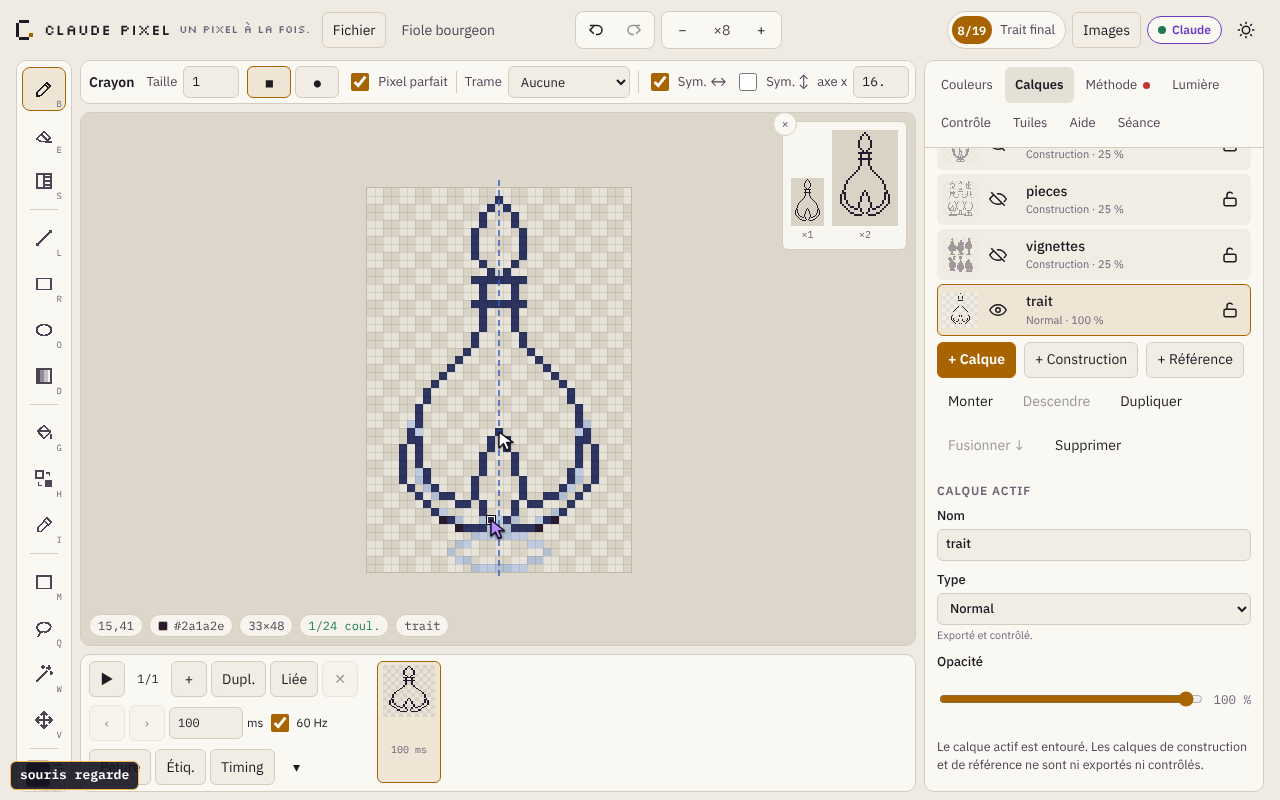 CLAUDE PIXEL UN PIXEL À LA FOIS. Fichier Fiole bourgeon − ×8 + 8/19 Trait final Images Claude
Crayon Taille 1 Pixel parfait Trame Aucune Sym. ↔ Sym. ↕ axe x 16.
Couleurs Calques Méthode Lumière
Contrôle Tuiles Aide Séance
B
E
S
L
R
O
D
G
H
I
M
Q
W
V
×
×1 ×2
Construction · 25 %
pieces
Construction · 25 %
vignettes
Construction · 25 %
trait
Normal · 100 %
+ Calque + Construction + Référence
Monter Descendre Dupliquer
Fusionner ↓ Supprimer
CALQUE ACTIF
Nom
trait
Type
Normal
Exporté et contrôlé.
Opacité
100 %
Le calque actif est entouré. Les calques de construction
et de référence ne sont ni exportés ni contrôlés.
15,41 #2a1a2e 33×48 1/24 coul. trait
1/1 + Dupl. Liée ×
‹ › 100 ms 60 Hz
100 ms
Étiq. Timing ▼
souris regarde